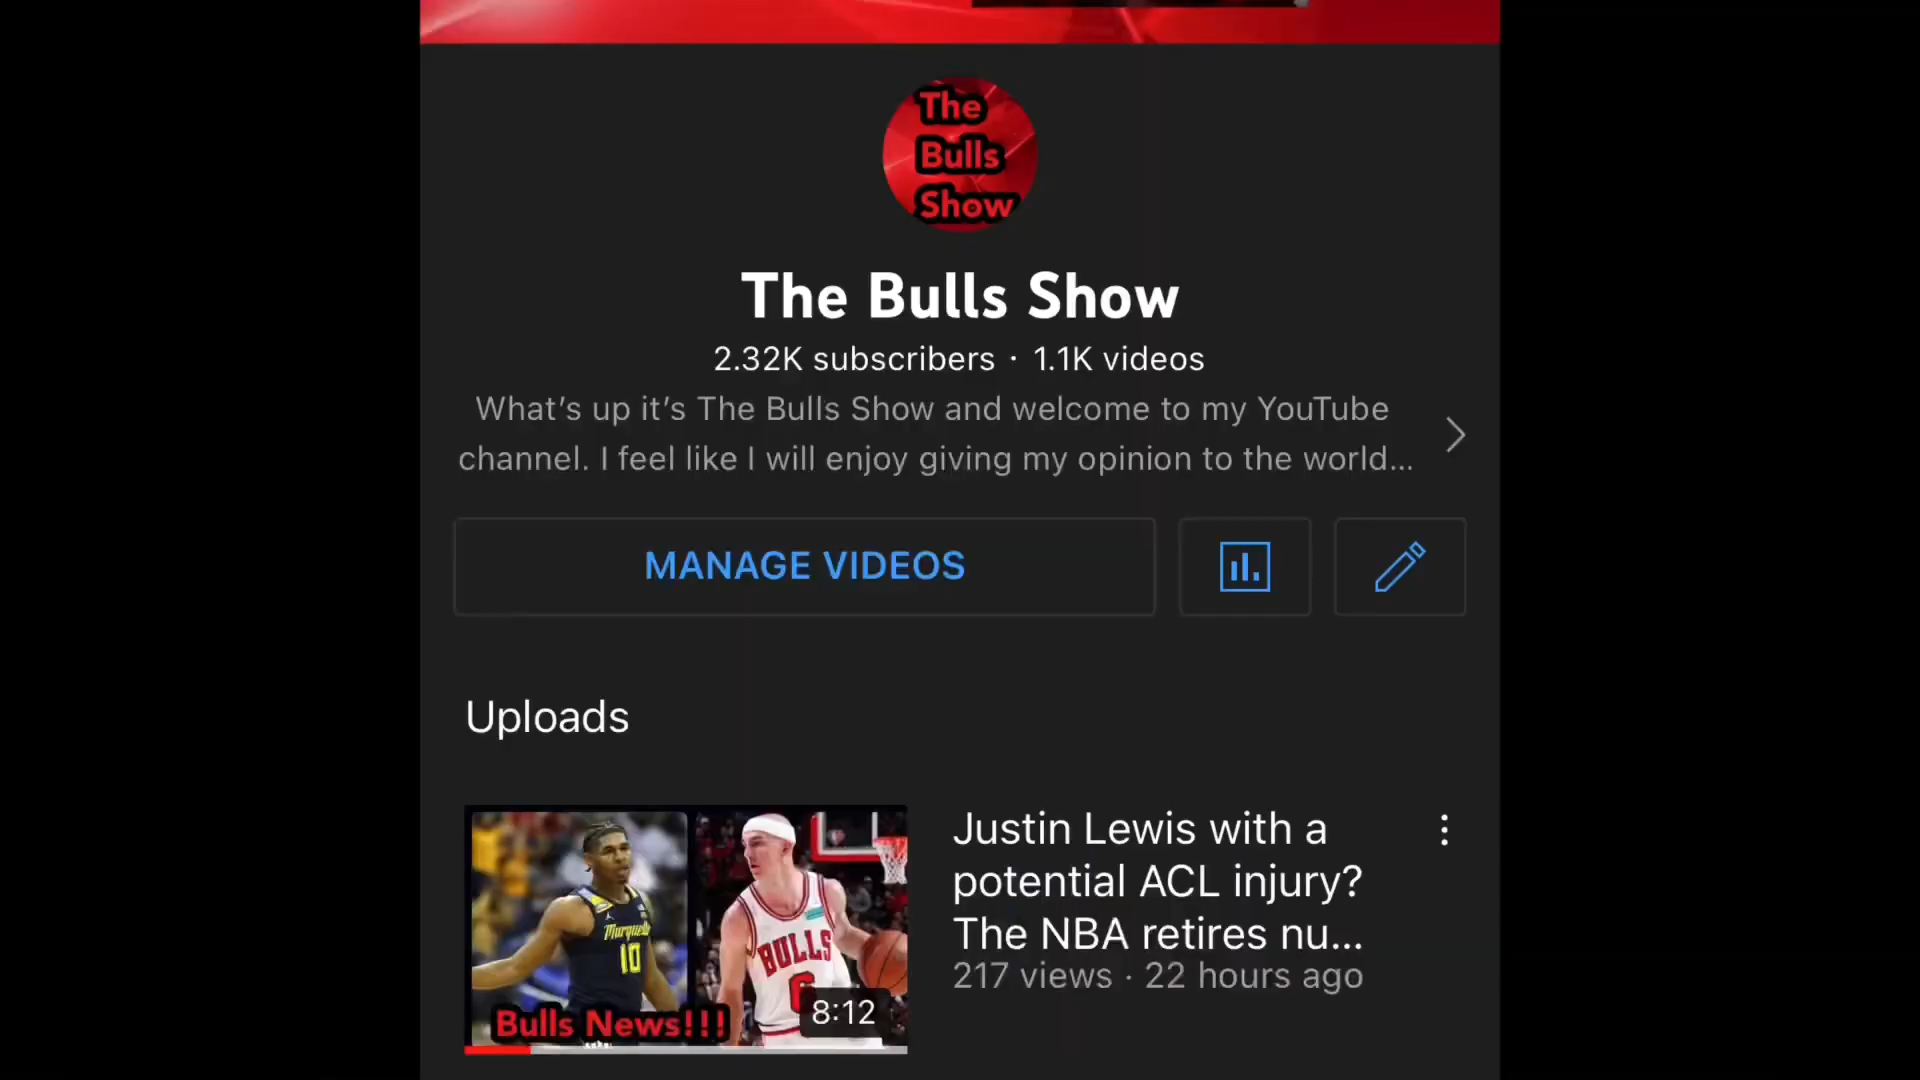 The
Bulls
Show
The Bulls Show
2.32K subscribers · 1.1K videos
What’s up it’s The Bulls Show and welcome to my YouTube
channel. I feel like I will enjoy giving my opinion to the world...
MANAGE VIDEOS
Uploads
Justin Lewis with a
potential ACL injury?
The NBA retires nu...
217 views · 22 hours ago
Marquette
10
BULLS
6
Bulls News!!!
8:12